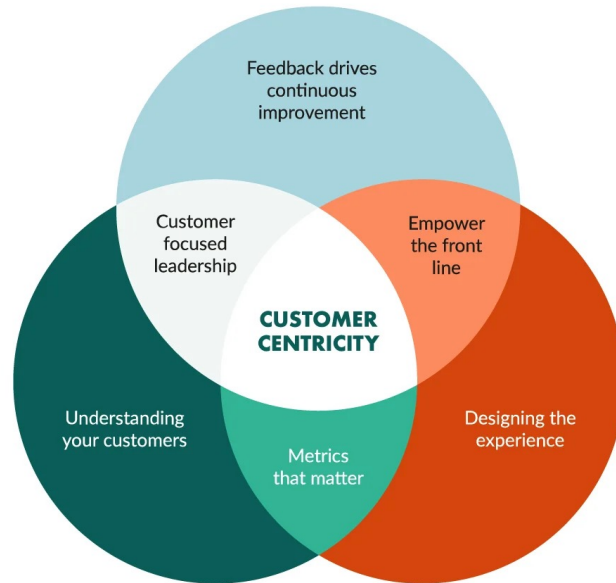 Feedback drives
continuous
improvement
Customer
focused
leadership
Empower
the front
line
CUSTOMER
CENTRICITY
Understanding
your customers
Metrics
that matter
Designing the
experience